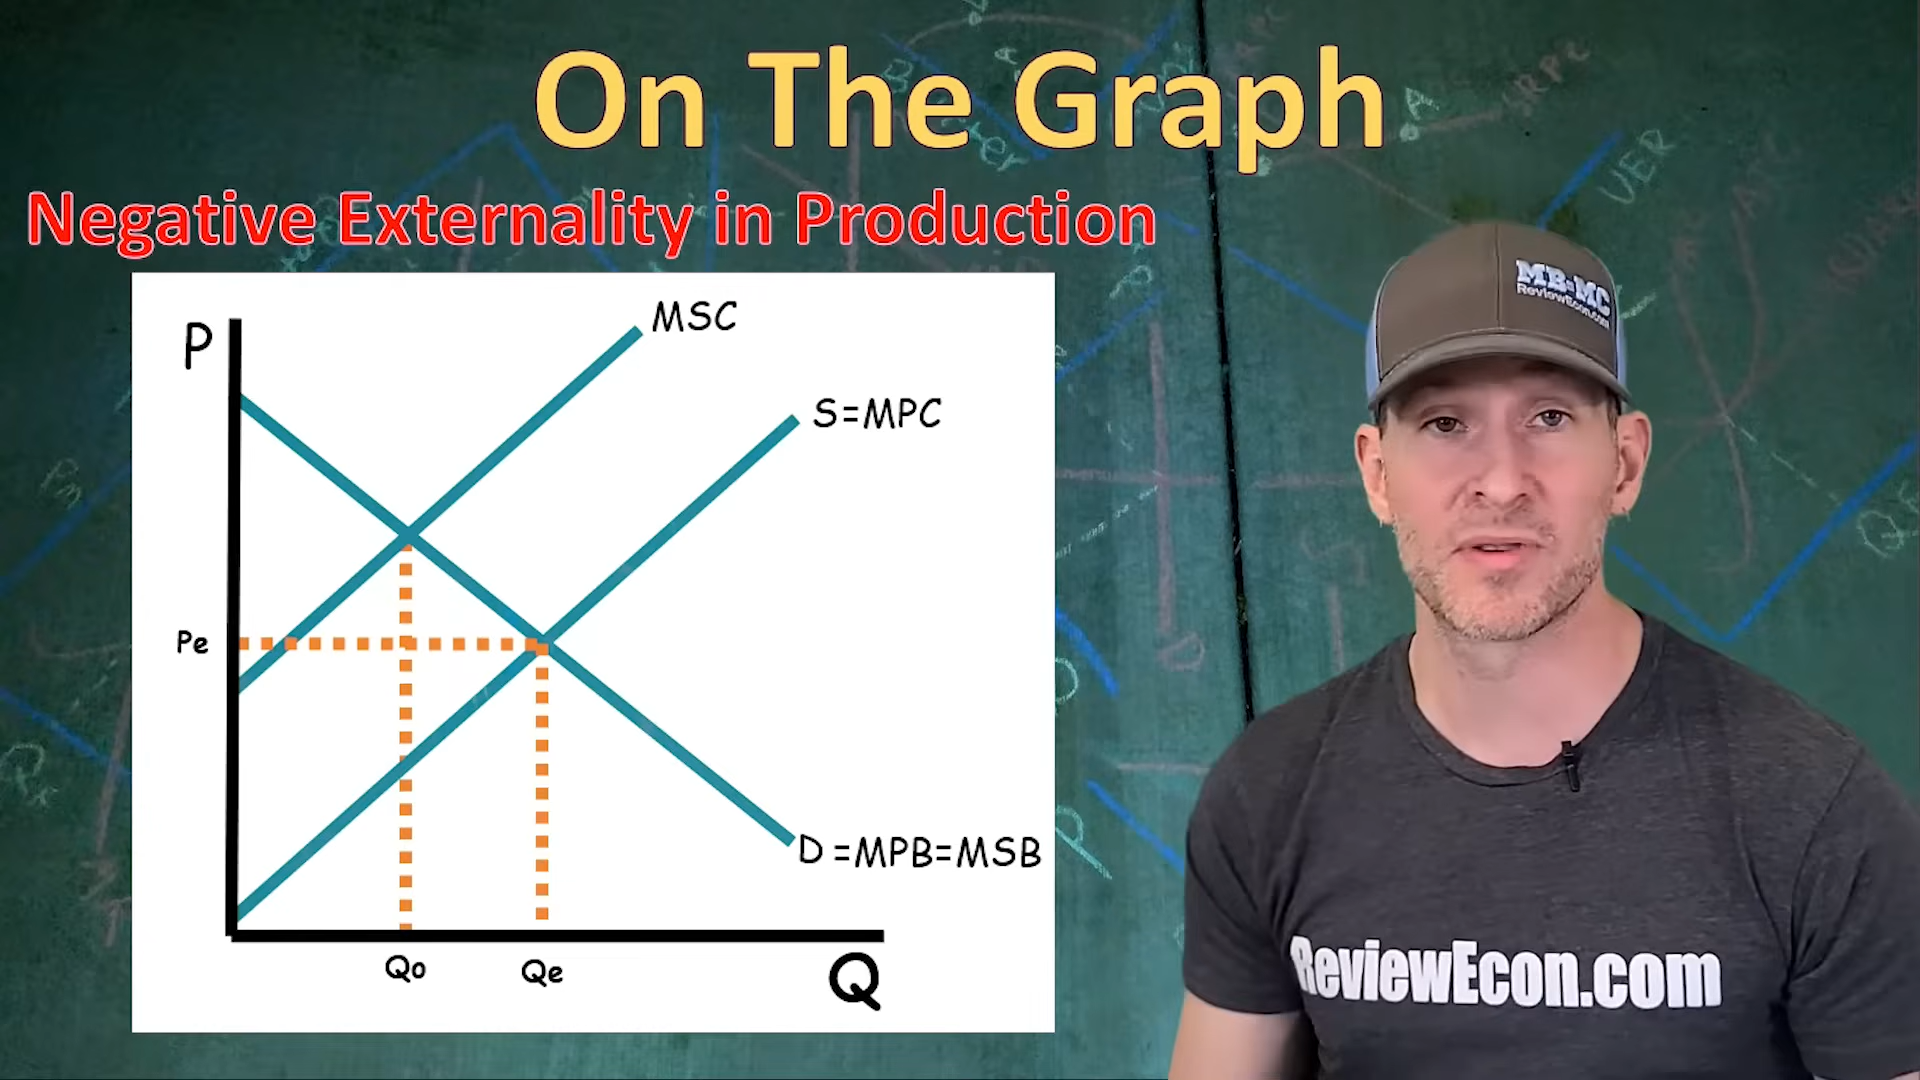 On The Graph
Negative Externality in Production
P
MSC
S=MPC
Pe
D=MPB=MSB
Qo
Qe
Q
MB=MC
ReviewEcon.com
ReviewEcon.com
VER